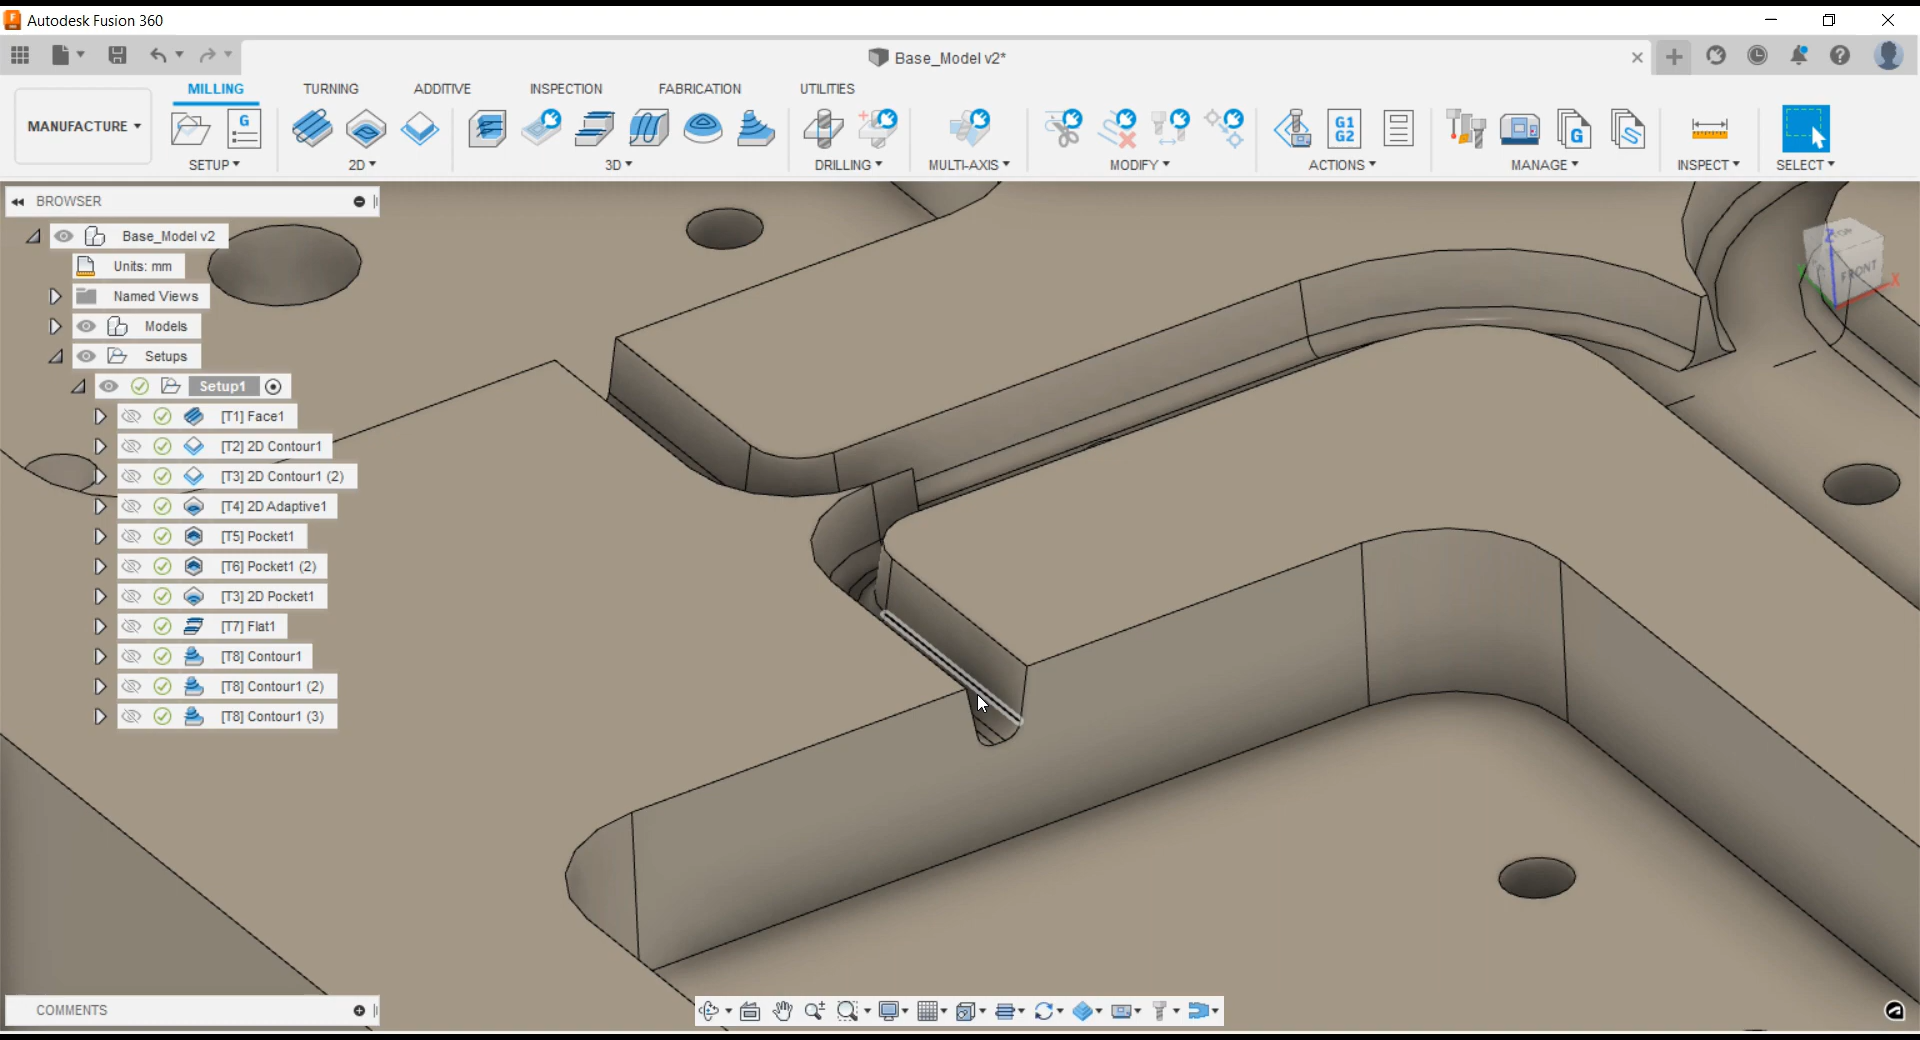 Autodesk Fusion 360
Base_Model v2*
MILLING TURNING ADDITIVE INSPECTION FABRICATION UTILITIES
MANUFACTURE
G
G1
G2
G
SETUP 2D 3D DRILLING MULTI-AXIS MODIFY ACTIONS MANAGE INSPECT SELECT
BROWSER
Base_Model v2
Units: mm
Named Views
Models
Setups
Setup1
[T1] Face1
[T2] 2D Contour1
[T3] 2D Contour1 (2)
[T4] 2D Adaptive1
[T5] Pocket1
[T6] Pocket1 (2)
[T3] 2D Pocket1
[T7] Flat1
[T8] Contour1
[T8] Contour1 (2)
[T8] Contour1 (3)
Z
FRONT
X
COMMENTS